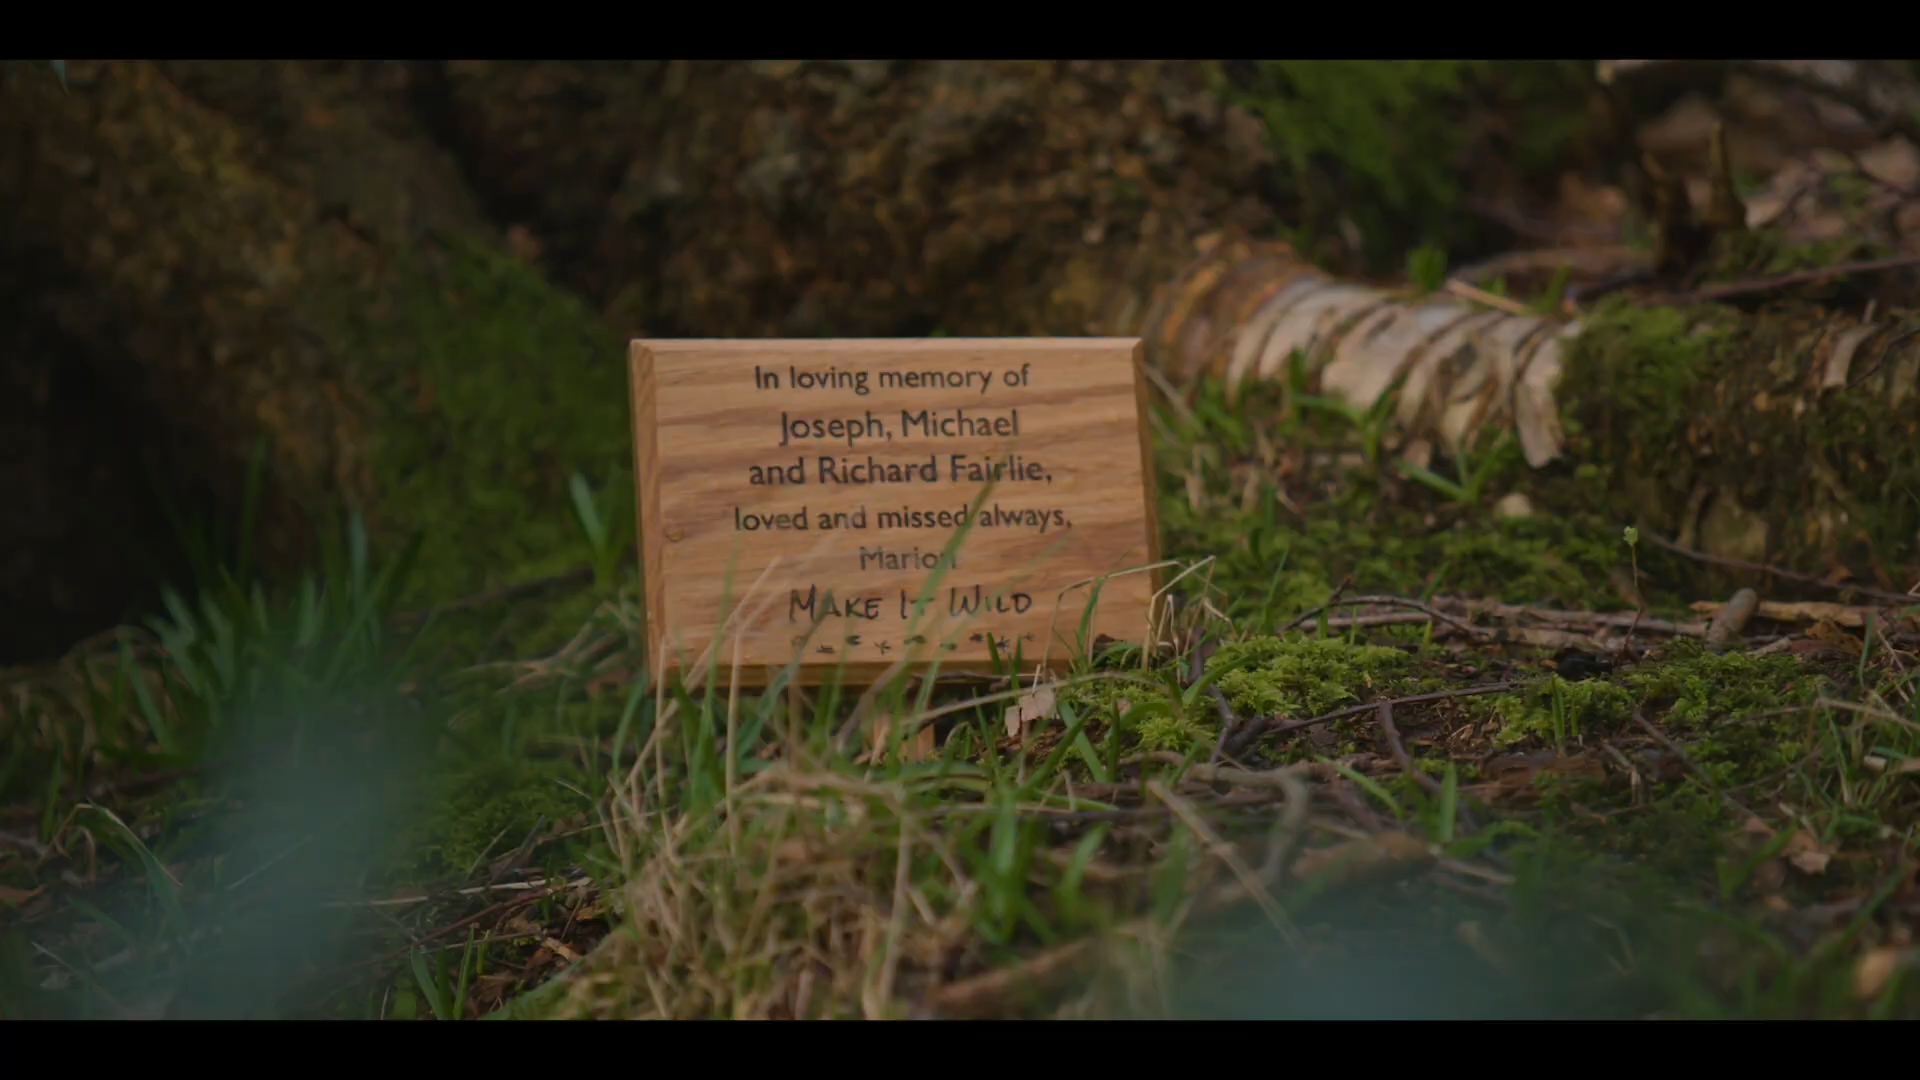 In loving memory of
Joseph, Michael
and Richard Fairlie,
loved and missed always,
Marion
MAKE IT WILD